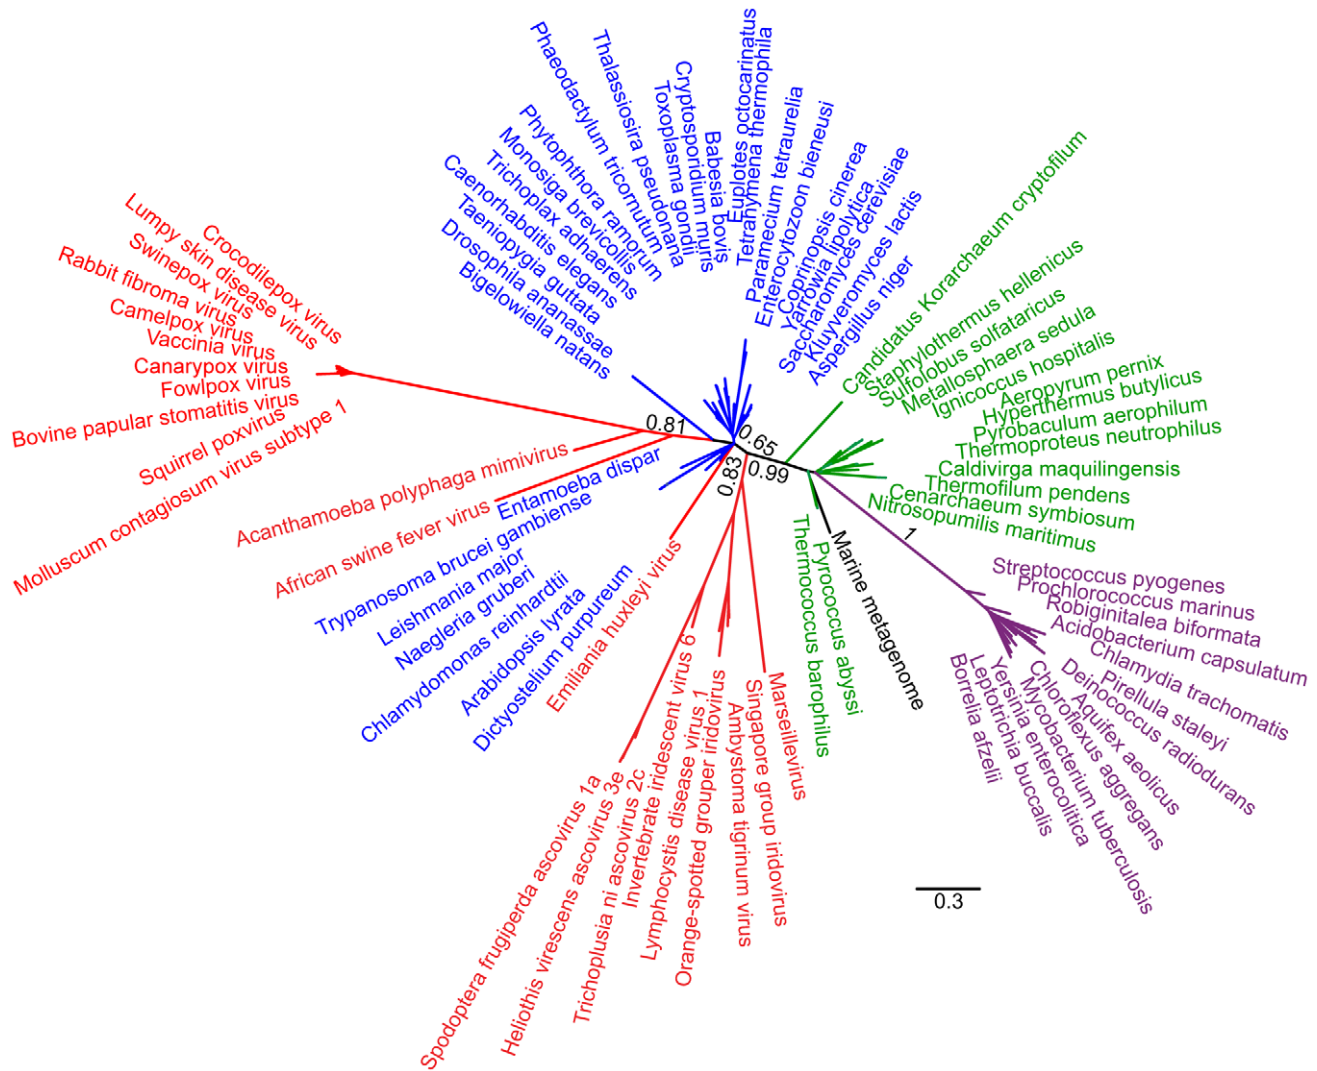 Phaeodactylum tricornutum
Thalassiosira pseudonana
Cryptosporidium muris
Toxoplasma gondii
Babesia bovis
Euplotes octocarinatus
Tetrahymena thermophila
Paramecium tetraurelia
Enterocytozoon bieneusi
Coprinopsis cinerea
Yarrowia lipolytica
Saccharomyces cerevisiae
Kluyveromyces lactis
Aspergillus niger
Phytophthora ramorum
Monosiga brevicollis
Trichoplax adhaerens
Caenorhabditis elegans
Taeniopygia guttata
Drosophila ananassae
Bigelowiella natans
Candidatus Korarchaeum cryptofilum
Staphylothermus hellenicus
Sulfolobus solfataricus
Metallosphaera sedula
Ignicoccus hospitalis
Aeropyrum pernix
Hyperthermus butylicus
Pyrobaculum aerophilum
Thermoproteus neutrophilus
Caldivirga maquilingensis
Thermofilum pendens
Cenarchaeum symbiosum
Nitrosopumilis maritimus
Crocodilepox virus
Lumpy skin disease virus
Swinepox virus
Rabbit fibroma virus
Camelpox virus
Vaccinia virus
Canarypox virus
Fowlpox virus
Bovine papular stomatitis virus
Squirrel poxvirus
Molluscum contagiosum virus subtype 1
0.81
0.65
0.99
0.83
1
Acanthamoeba polyphaga mimivirus
African swine fever virus
Entamoeba dispar
Trypanosoma brucei gambiense
Leishmania major
Naegleria gruberi
Chlamydomonas reinhardtii
Arabidopsis lyrata
Dictyostelium purpureum
Emiliania huxleyi virus
Spodoptera frugiperda ascovirus 1a
Heliothis virescens ascovirus 3e
Trichoplusia ni ascovirus 2c
Invertebrate iridescent virus 6
Lymphocystis disease virus 1
Orange-spotted grouper iridovirus
Ambystoma tigrinum virus
Singapore group iridovirus
Marseillevirus
Thermococcus barophilus
Pyrococcus abyssi
Marine metagenome
Streptococcus pyogenes
Prochlorococcus marinus
Robiginitalea biformata
Acidobacterium capsulatum
Chlamydia trachomatis
Pirellula staleyi
Deinococcus radiodurans
Aquifex aeolicus
Chloroflexus aggregans
Mycobacterium tuberculosis
Yersinia enterocolitica
Leptotrichia buccalis
Borrelia afzelii
0.3